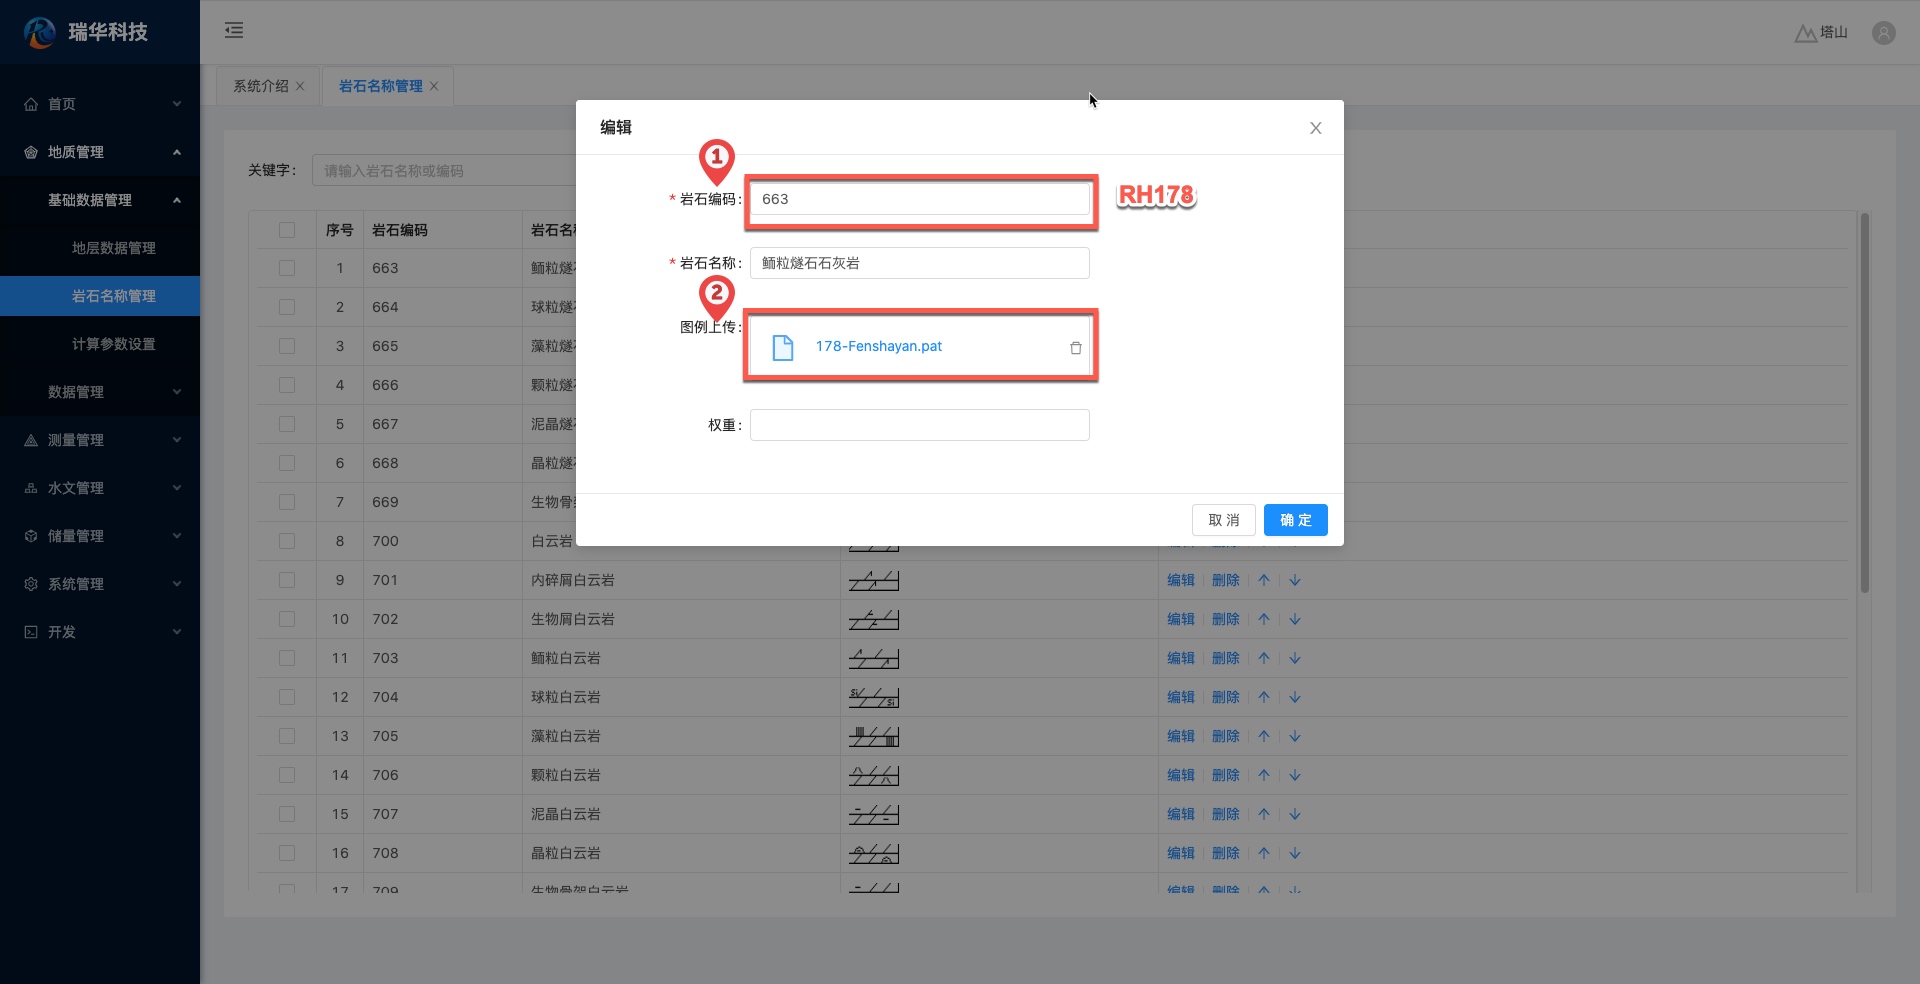 瑞华科技
塔山
首页
地质管理
基础数据管理
地层数据管理
岩石名称管理
计算参数设置
数据管理
测量管理
水文管理
储量管理
系统管理
开发
系统介绍
岩石名称管理
关键字：
请输入岩石名称或编码
序号 岩石编码 岩石名
1 663 鲕粒燧
2 664 球粒燧
3 665 藻粒燧
4 666 颗粒燧
5 667 泥晶燧
6 668 晶粒燧
7 669 生物骨
8 700 白云岩
9 701 内碎屑白云岩 编辑 删除
10 702 生物屑白云岩 编辑 删除
11 703 鲕粒白云岩 编辑 删除
12 704 球粒白云岩 Si Si 编辑 删除
13 705 藻粒白云岩 编辑 删除
14 706 颗粒白云岩 编辑 删除
15 707 泥晶白云岩 编辑 删除
16 708 晶粒白云岩 编辑 删除
17 709 生物骨架白云岩 编辑 删除
编辑
1
* 岩石编码：
663
RH178
* 岩石名称：
鲕粒燧石石灰岩
2
图例上传：
178-Fenshayan.pat
权重：
取 消
确 定